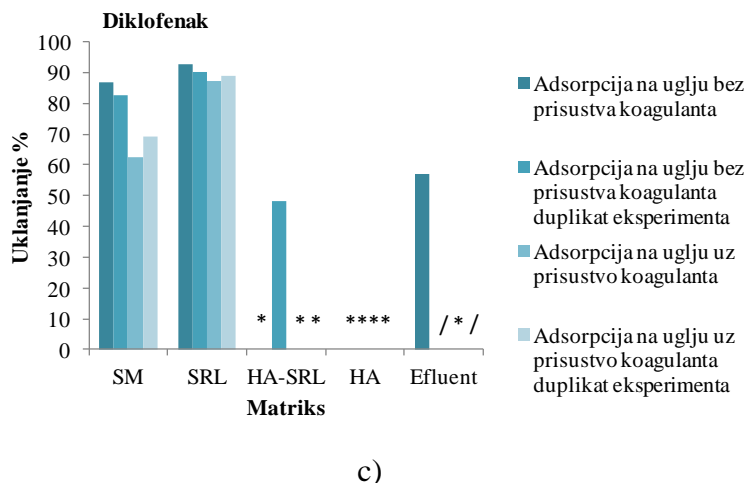 Diklofenak
Uklanjanje %
100
90
80
70
60
50
40
30
20
10
0
* * * **** / * /
SM SRL HA-SRL HA Efluent
Matriks
Adsorpcija na uglju bez
prisustva koagulanta
Adsorpcija na uglju bez
prisustva koagulanta
duplikat eksperimenta
Adsorpcija na uglju uz
prisustvo koagulanta
Adsorpcija na uglju uz
prisustvo koagulanta
duplikat eksperimenta
c)